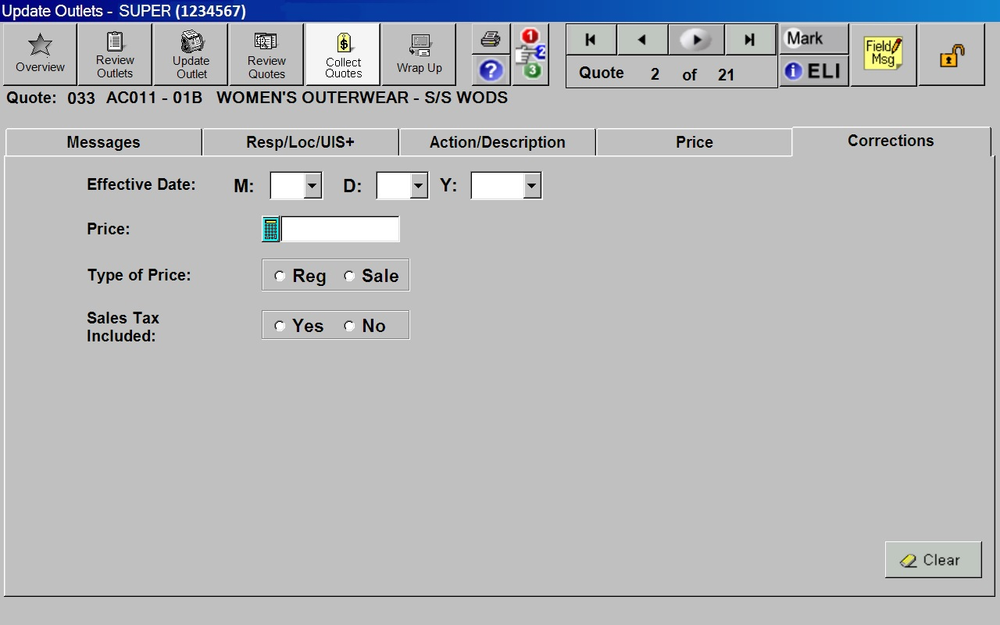 Update Outlets - SUPER (1234567)
Overview
Review
Outlets
Update
Outlet
Review
Quotes
Collect
Quotes
Wrap Up
$
?
1
2
3
Quote 2 of 21
Mark
i ELI
Field
Msg
Quote: 033 AC011 - 01B WOMEN'S OUTERWEAR - S/S WODS
Messages
Resp/Loc/UIS+
Action/Description
Price
Corrections
Effective Date: M: D: Y:
Price:
Type of Price: Reg Sale
Sales Tax
Included: Yes No
Clear